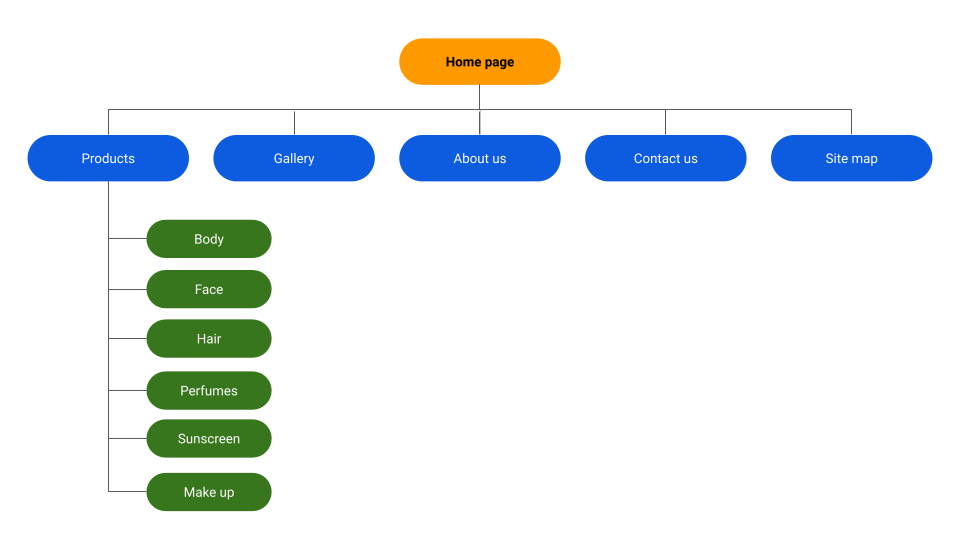 Home page
Products
Gallery
About us
Contact us
Site map
Body
Face
Hair
Perfumes
Sunscreen
Make up